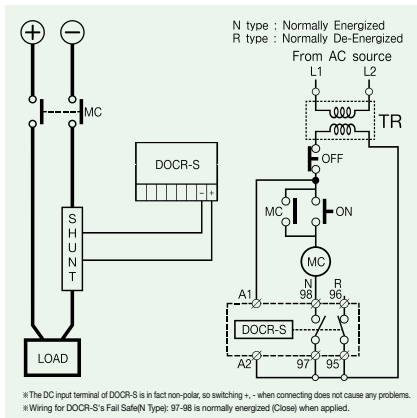 N type : Normally Energized
R type : Normally De-Energized
From AC source
L1 L2
+ −
MC
TR
OFF
DOCR-S
− +
MC ON
SHUNT
MC
N R
A1 98 96
DOCR-S
LOAD
A2 97 95
※The DC input terminal of DOCR-S is in fact non-polar, so switching +, - when connecting does not cause any problems.
※Wiring for DOCR-S's Fail Safe(N Type): 97-98 is normally energized (Close) when applied.